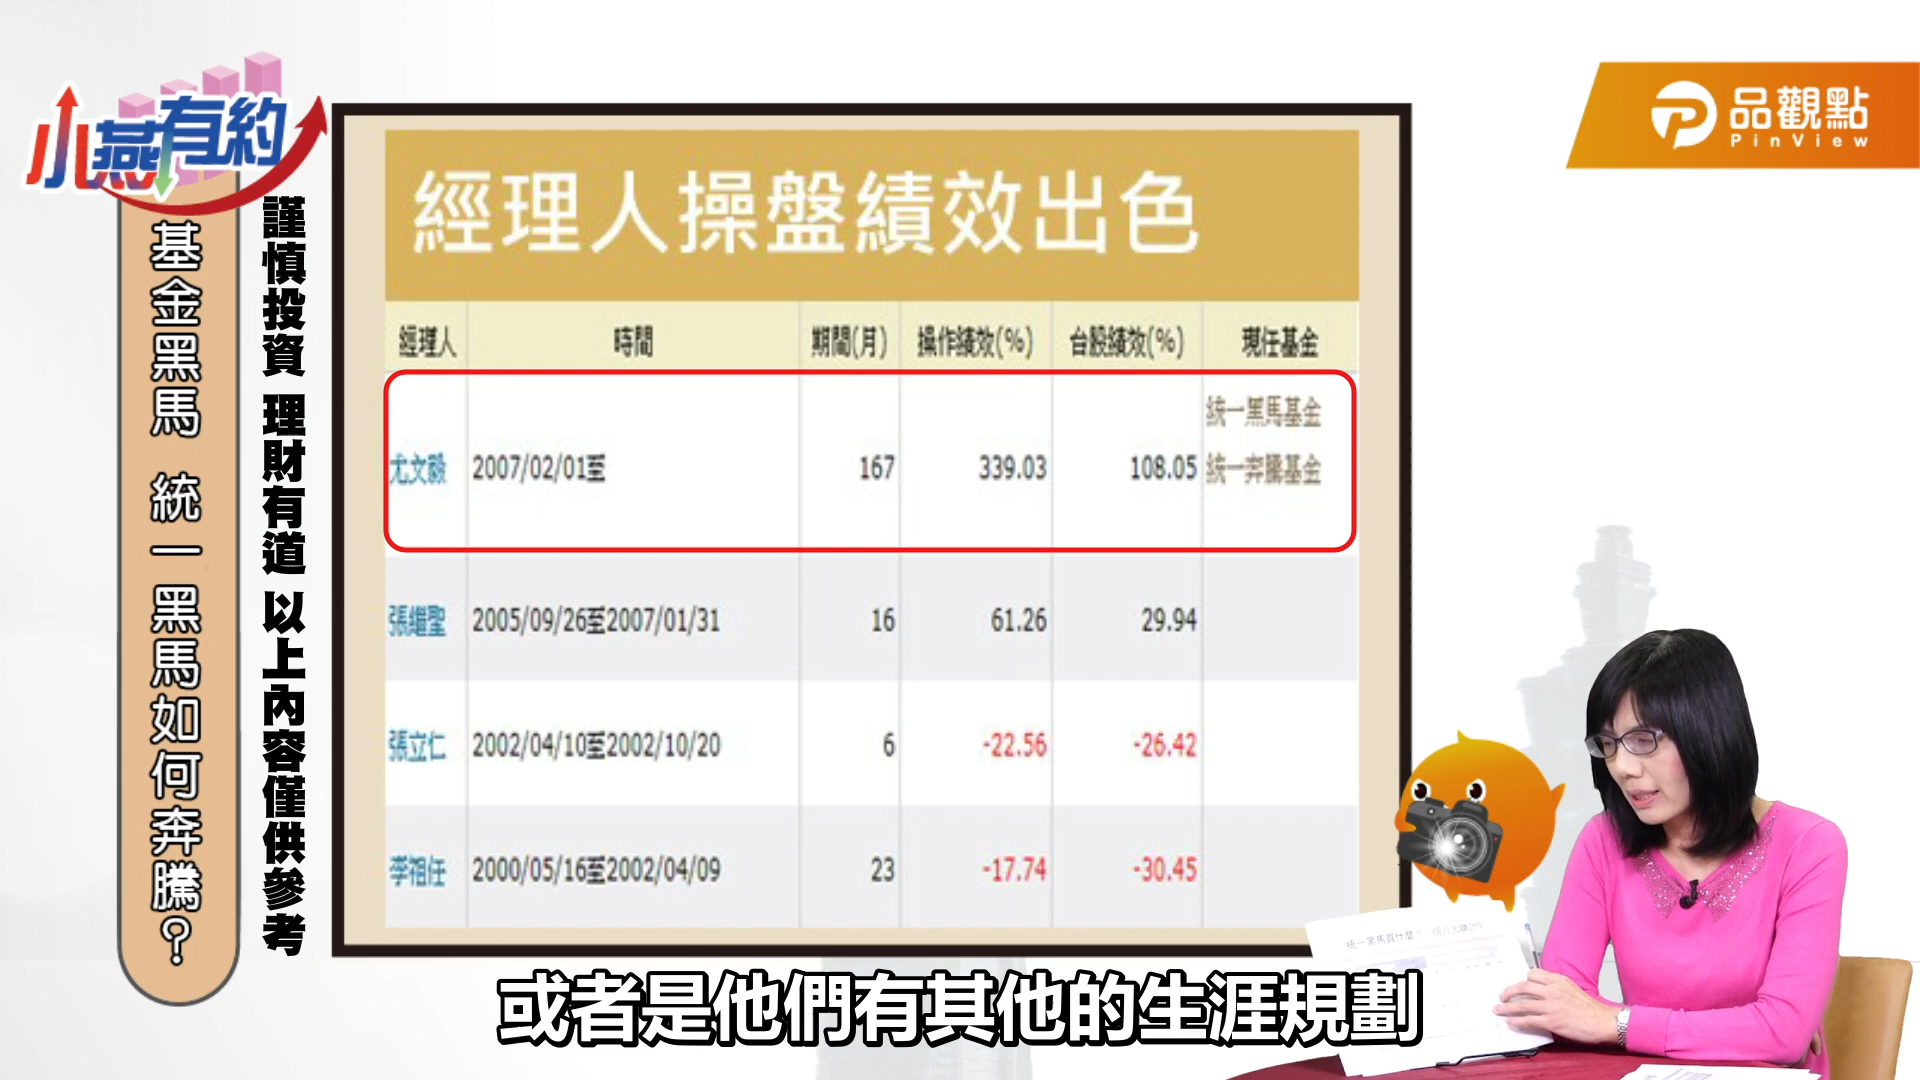 小燕有約
品觀點
PinView
基金黑馬 統一黑馬如何奔騰？
謹慎投資 理財有道 以上內容僅供參考
經理人操盤績效出色
經理人 時間 期間(月) 操作績效(%) 台股績效(%) 現任基金
尤文毅 2007/02/01至 167 339.03 108.05 統一黑馬基金
統一奔騰基金
張繼聖 2005/09/26至2007/01/31 16 61.26 29.94
張立仁 2002/04/10至2002/10/20 6 -22.56 -26.42
李祖任 2000/05/16至2002/04/09 23 -17.74 -30.45
統一黑馬買什麼？
或者是他們有其他的生涯規劃